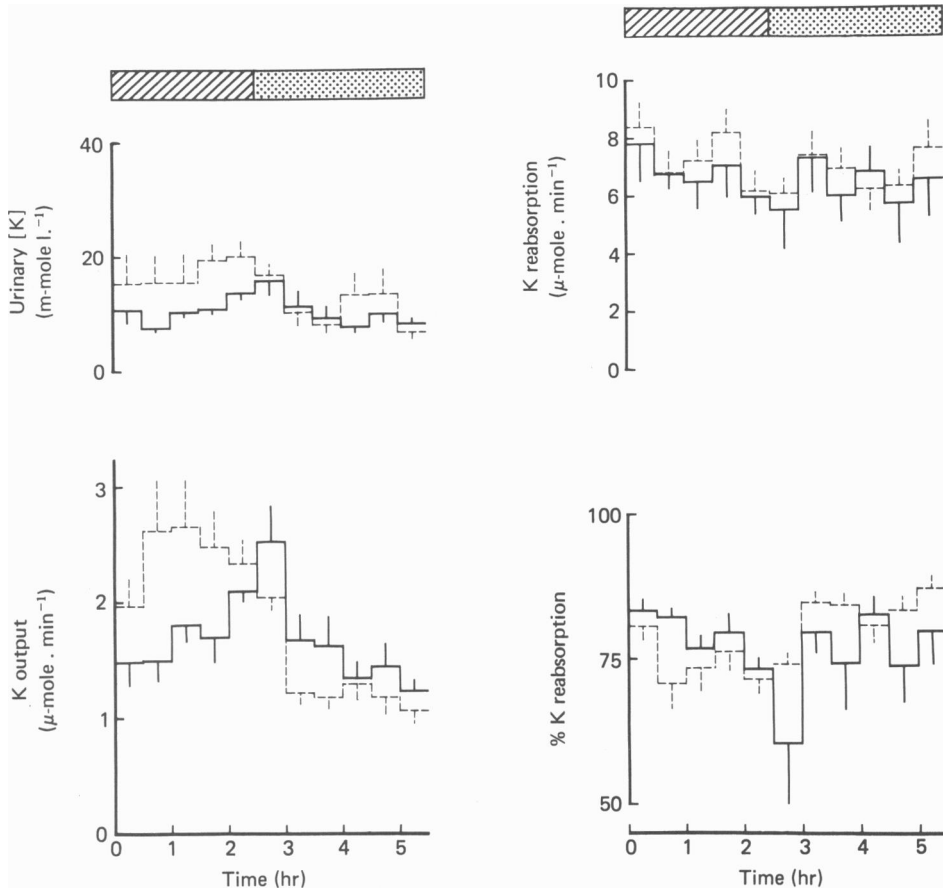 40
20
0
Urinary [K]
(m-mole l.⁻¹)
10
8
6
4
2
0
K reabsorption
(μ-mole . min⁻¹)
3
2
1
0
K output
(μ-mole . min⁻¹)
0 1 2 3 4 5
Time (hr)
100
75
50
% K reabsorption
0 1 2 3 4 5
Time (hr)